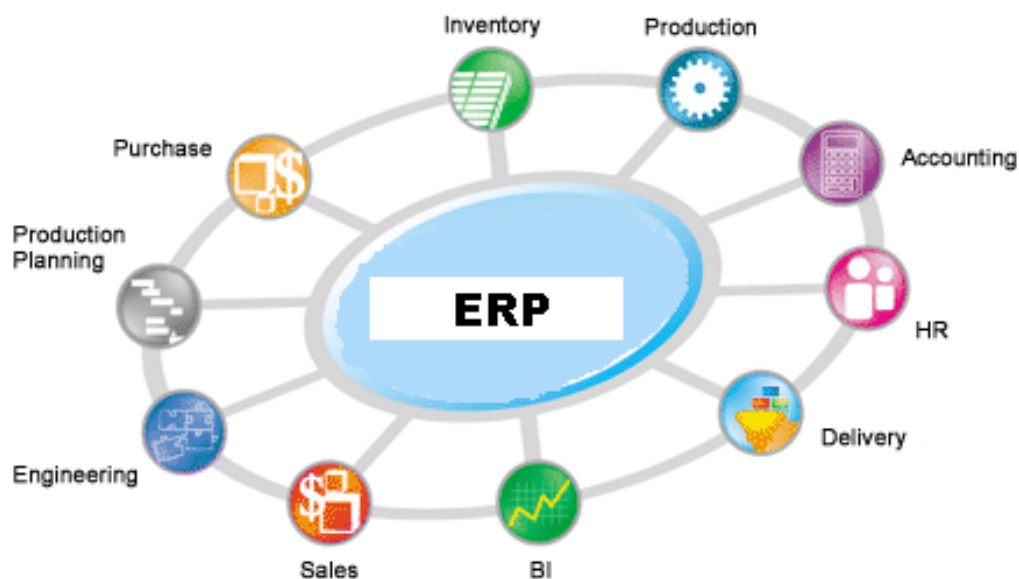 Inventory
Production
Purchase
Accounting
Production
Planning
ERP
HR
Delivery
Engineering
Sales
BI